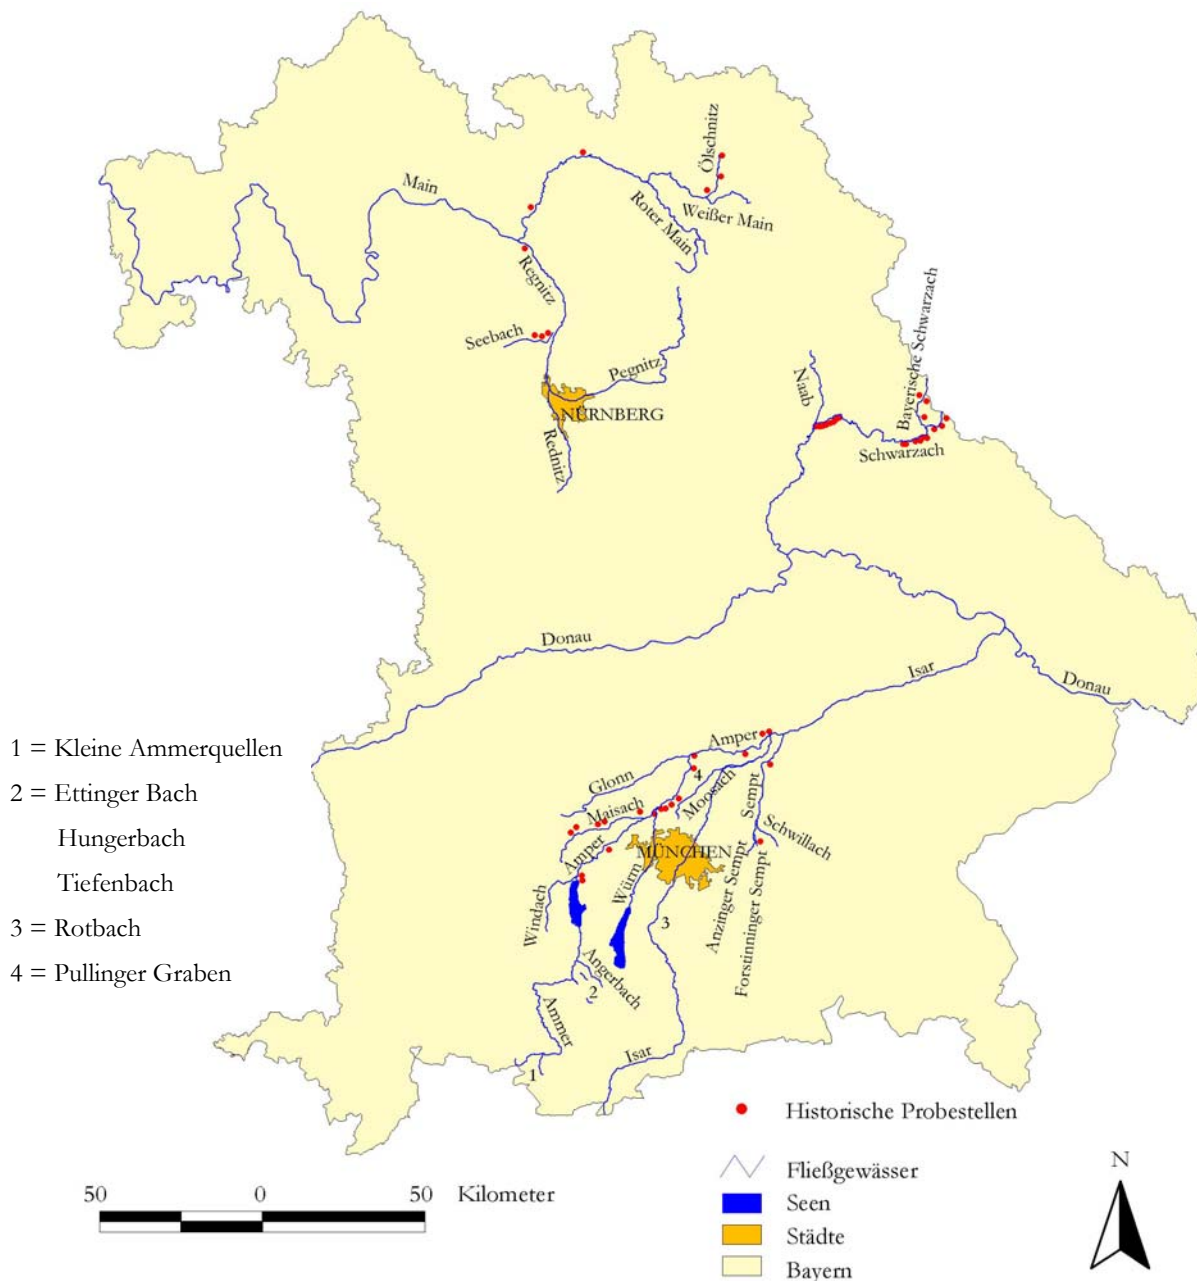 Ölschnitz
Main
Weißer Main
Roter Main
Regnitz
Bayerische Schwarzach
Seebach
Pegnitz
Naab
NÜRNBERG
Rednitz
Schwarzach
Donau
Isar
Donau
1 = Kleine Ammerquellen
2 = Ettinger Bach
Hungerbach
Tiefenbach
3 = Rotbach
4 = Pullinger Graben
Amper
Glonn
4
Moosach
Sempt
Maisach
Schwillach
Amper
MÜNCHEN
Würm
Anzinger Sempt
Forstinninger Sempt
Windach
3
Angerbach
2
Ammer
Isar
1
Historische Probestellen
Fließgewässer
Seen
Städte
Bayern
50 0 50 Kilometer
N